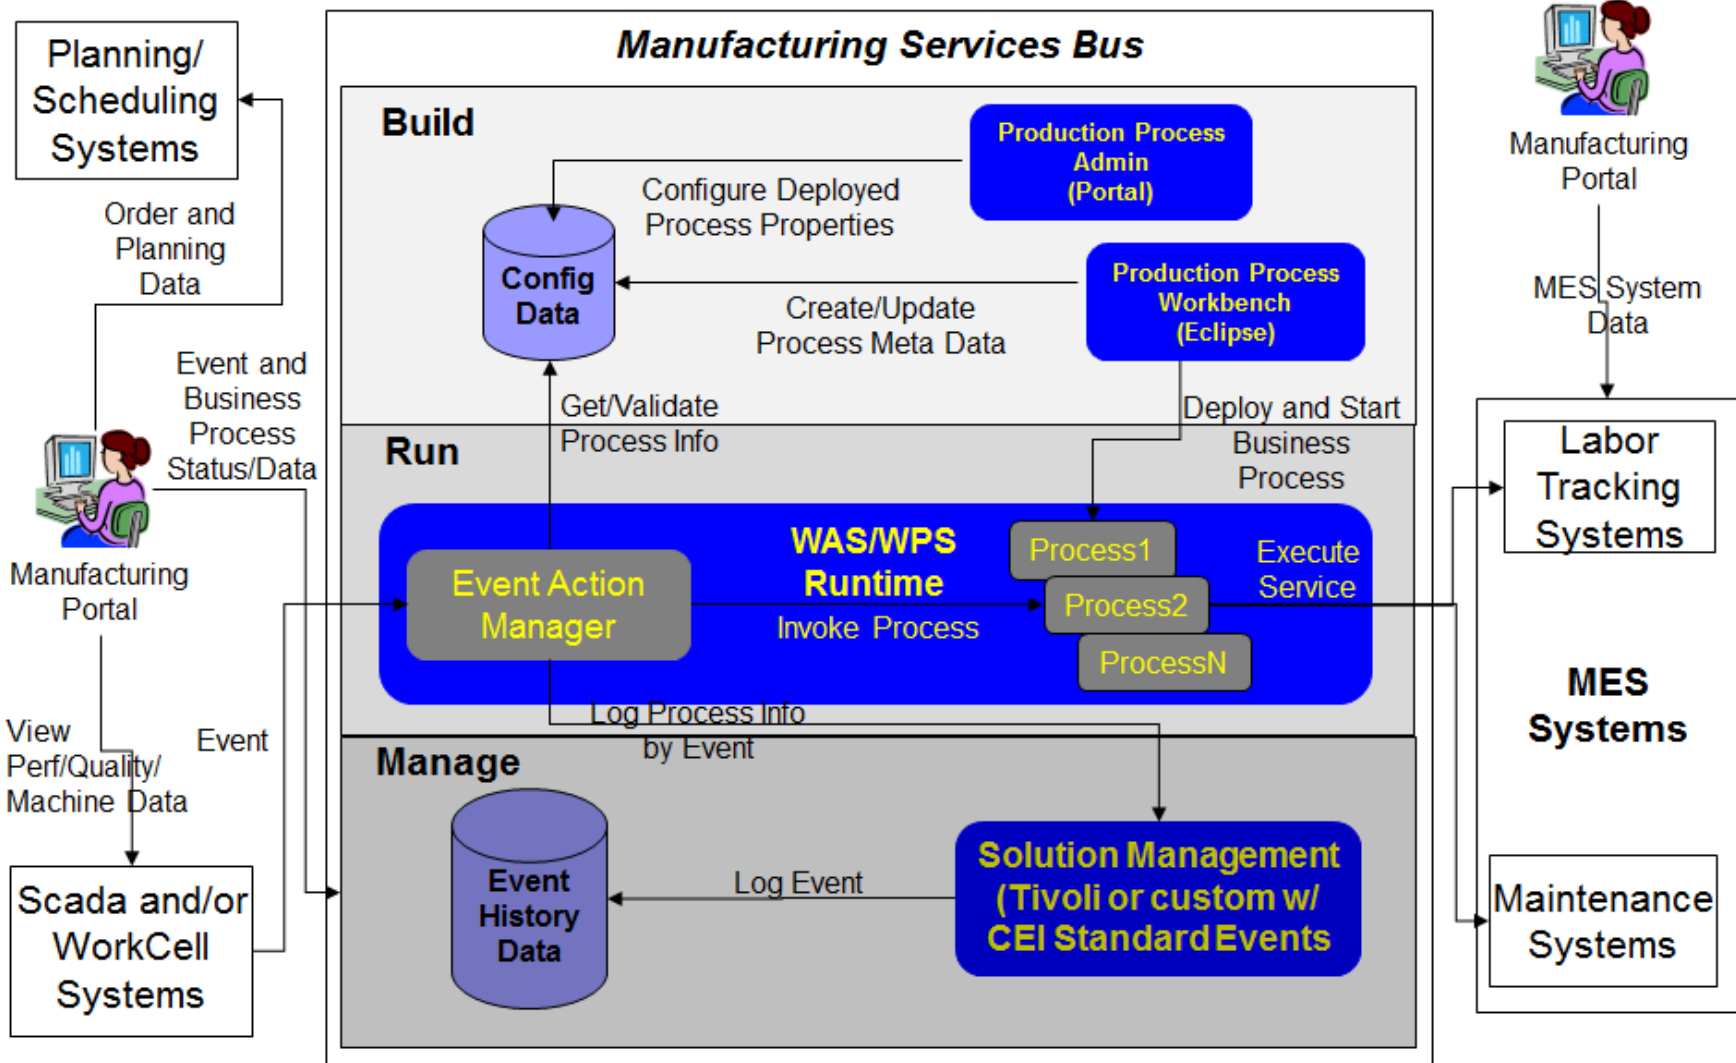 Manufacturing Services Bus
Planning/
Scheduling
Systems
Order and
Planning
Data
Event and
Business
Process
Status/Data
Manufacturing
Portal
View
Perf/Quality/
Machine Data
Event
Scada and/or
WorkCell
Systems
Build
Production Process
Admin
(Portal)
Configure Deployed
Process Properties
Config
Data
Production Process
Workbench
(Eclipse)
Create/Update
Process Meta Data
Get/Validate
Process Info
Deploy and Start
Business
Process
Run
WAS/WPS
Runtime
Event Action
Manager
Invoke Process
Process1
Process2
ProcessN
Execute
Service
Log Process Info
by Event
Manage
Event
History
Data
Log Event
Solution Management
(Tivoli or custom w/
CEI Standard Events
Manufacturing
Portal
MES System
Data
Labor
Tracking
Systems
MES
Systems
Maintenance
Systems